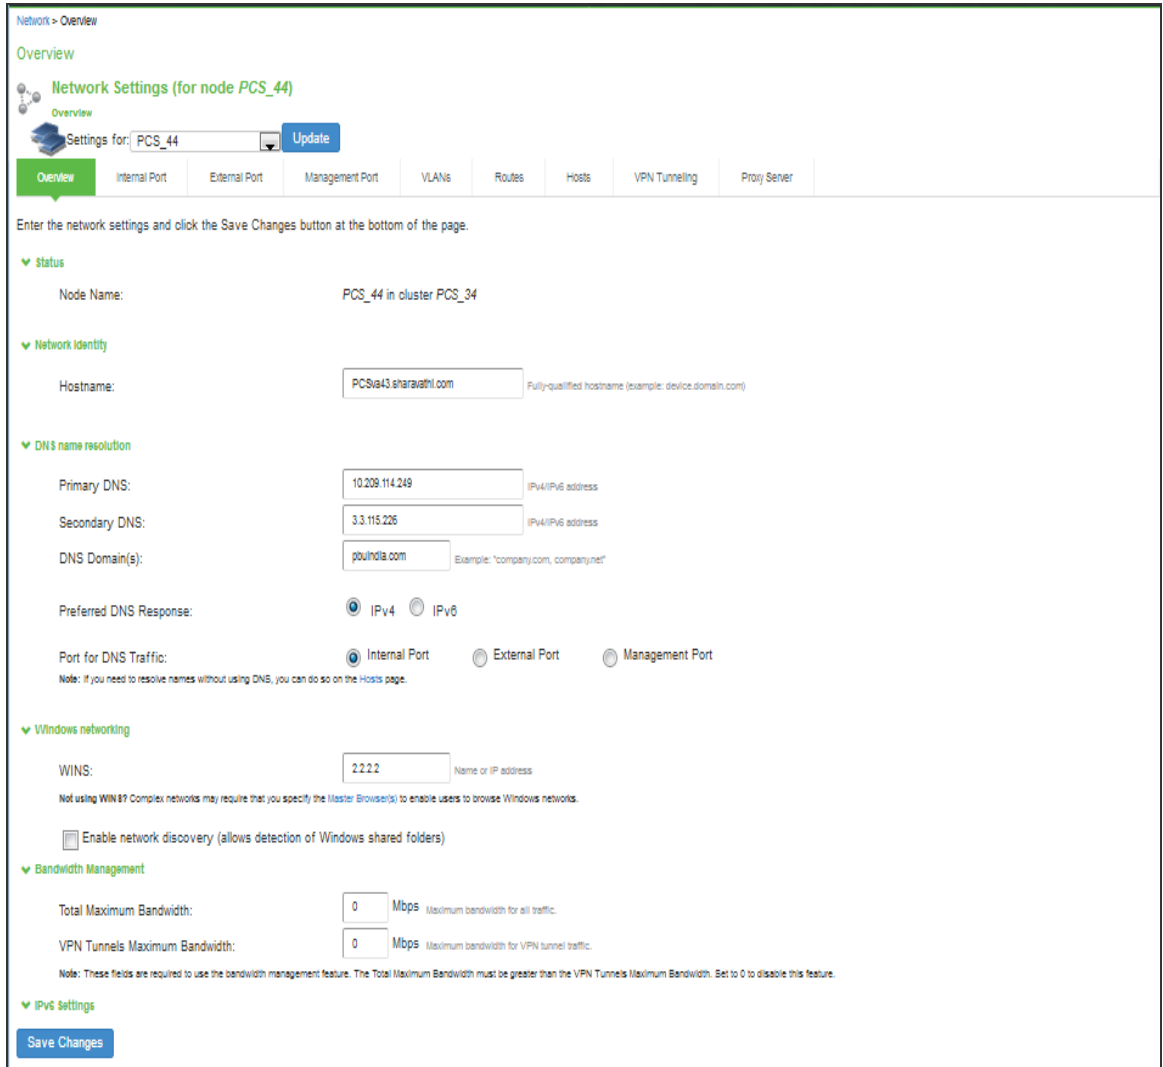 Network > Overview
Overview
Network Settings (for node PCS_44)
Overview
Settings for: PCS_44 Update
Overview Internal Port External Port Management Port VLANs Routes Hosts VPN Tunneling Proxy Server
Enter the network settings and click the Save Changes button at the bottom of the page.
Status
Node Name: PCS_44 in cluster PCS_34
Network Identity
Hostname: PCSva43.sharavathi.com Fully-qualified hostname (example: device.domain.com)
DNS name resolution
Primary DNS: 10.209.114.249 IPv4/IPv6 address
Secondary DNS: 3.3.115.226 IPv4/IPv6 address
DNS Domain(s): pbuindia.com Example: "company.com, company.net"
Preferred DNS Response: IPv4 IPv6
Port for DNS Traffic: Internal Port External Port Management Port
Note: If you need to resolve names without using DNS, you can do so on the Hosts page.
Windows networking
WINS: 2.2.2.2 Name or IP address
Not using WINS? Complex networks may require that you specify the Master Browser(s) to enable users to browse Windows networks.
Enable network discovery (allows detection of Windows shared folders)
Bandwidth Management
Total Maximum Bandwidth: 0 Mbps Maximum bandwidth for all traffic.
VPN Tunnels Maximum Bandwidth: 0 Mbps Maximum bandwidth for VPN tunnel traffic.
Note: These fields are required to use the bandwidth management feature. The Total Maximum Bandwidth must be greater than the VPN Tunnels Maximum Bandwidth. Set to 0 to disable this feature.
IPv6 Settings
Save Changes